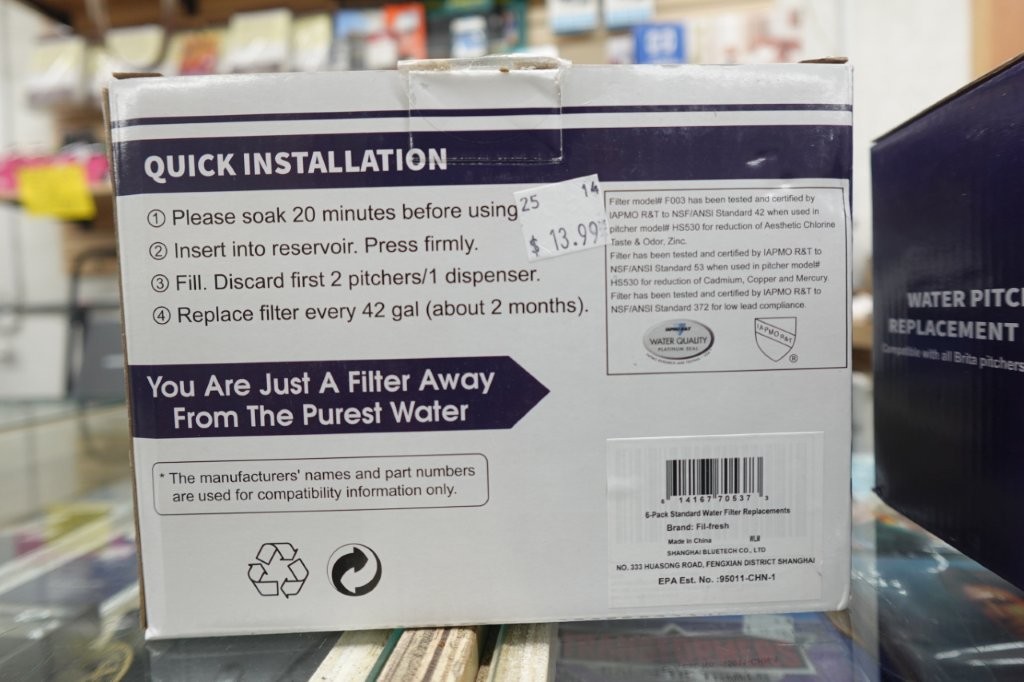 QUICK INSTALLATION
① Please soak 20 minutes before using
② Insert into reservoir. Press firmly.
③ Fill. Discard first 2 pitchers/1 dispenser.
④ Replace filter every 42 gal (about 2 months).
25 14
$ 13.99
Filter model# F003 has been tested and certified by
IAPMO R&T to NSF/ANSI Standard 42 when used in
pitcher model# HS530 for reduction of Aesthetic Chlorine
Taste & Odor, Zinc.
Filter has been tested and certified by IAPMO R&T to
NSF/ANSI Standard 53 when used in pitcher model#
HS530 for reduction of Cadmium, Copper and Mercury.
Filter has been tested and certified by IAPMO R&T to
NSF/ANSI Standard 372 for low lead compliance.
WATER QUALITY
PLATINUM SEAL
IAPMO R&T
®
You Are Just A Filter Away
From The Purest Water
* The manufacturers' names and part numbers
are used for compatibility information only.
6 14167 70537 3
6-Pack Standard Water Filter Replacements
Brand: Fil-fresh
Made in China WLW
SHANGHAI BLUETECH CO., LTD
NO. 333 HUASONG ROAD, FENGXIAN DISTRICT SHANGHAI
EPA Est. No. :95011-CHN-1
WATER PITC
REPLACEMENT
Compatible with all Brita pitchers